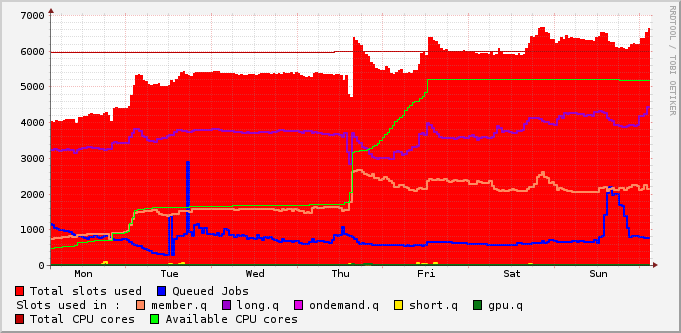 RRDTOOL / TOBI OETIKER
7000
6000
5000
4000
3000
2000
1000
0
Mon Tue Wed Thu Fri Sat Sun
Total slots used Queued Jobs
Slots used in : member.q long.q ondemand.q short.q gpu.q
Total CPU cores Available CPU cores